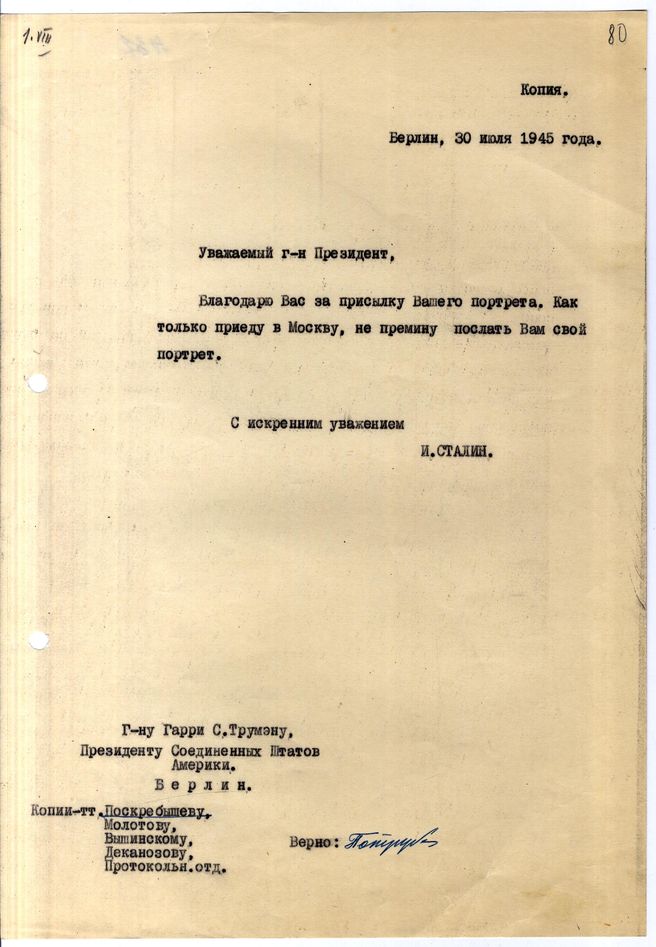 1.VIII
80
Копия.
Берлин, 30 июля 1945 года.
Уважаемый г-н Президент,
Благодарю Вас за присылку Вашего портрета. Как
только приеду в Москву, не премину послать Вам свой
портрет.
С искренним уважением
И.СТАЛИН.
Г-ну Гарри С.Трумэну,
Президенту Соединенных Штатов
Америки.
Берлин.
Копии-тт.Поскребышеву,
Молотову,
Вышинскому,
Деканозову,
Протокольн.отд.
Верно: